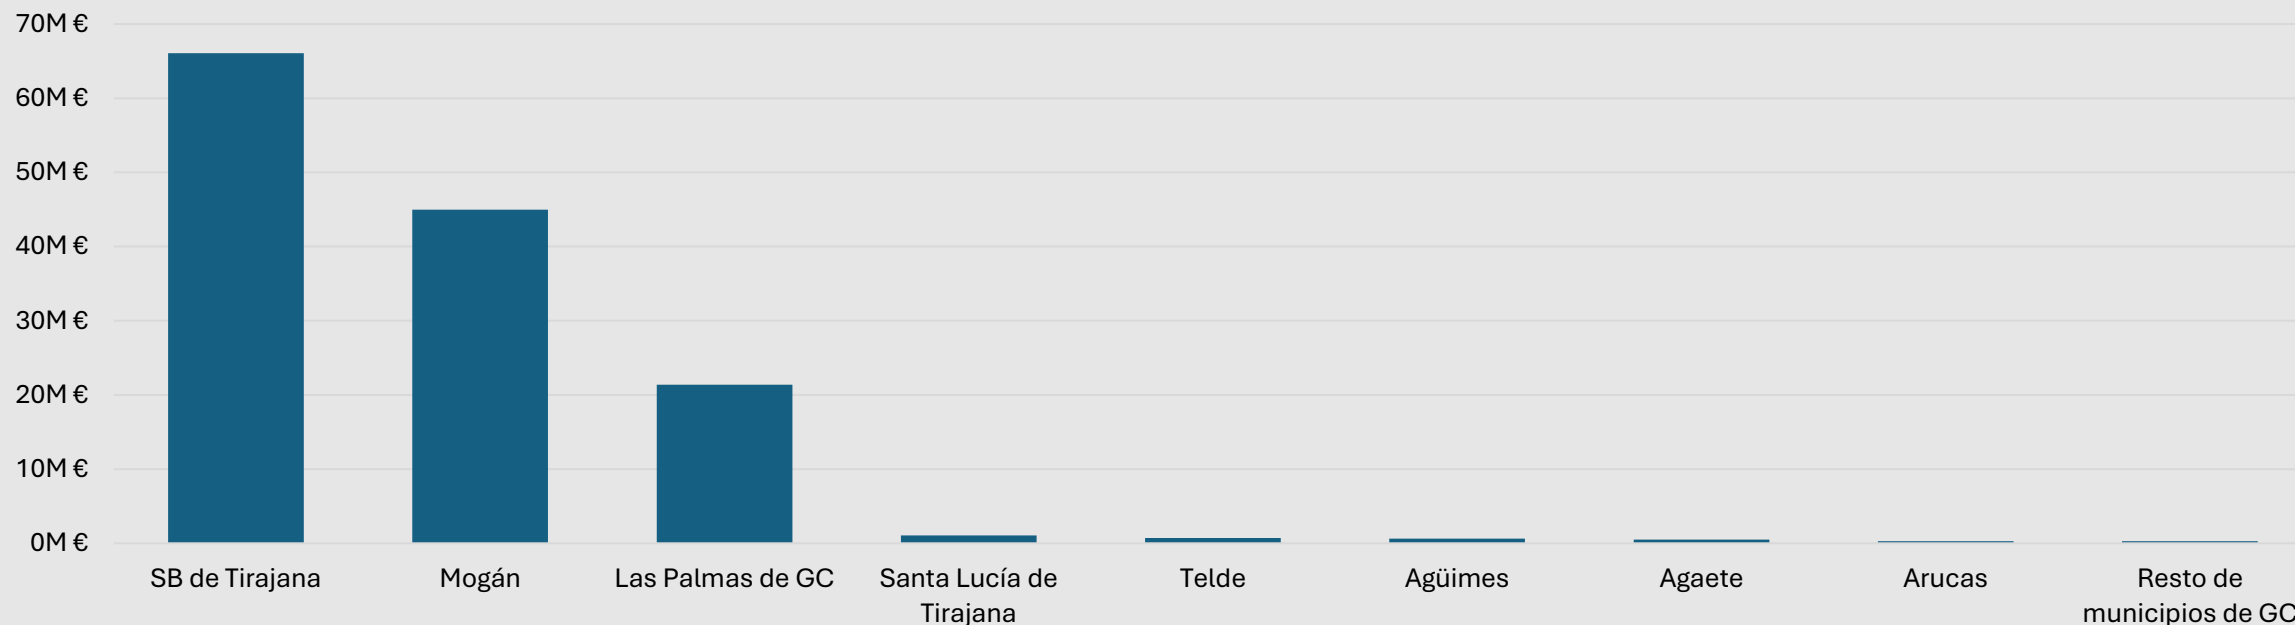 70M €
60M €
50M €
40M €
30M €
20M €
10M €
0M €
SB de Tirajana
Mogán
Las Palmas de GC
Santa Lucía de
Tirajana
Telde
Agüimes
Agaete
Arucas
Resto de
municipios de GC